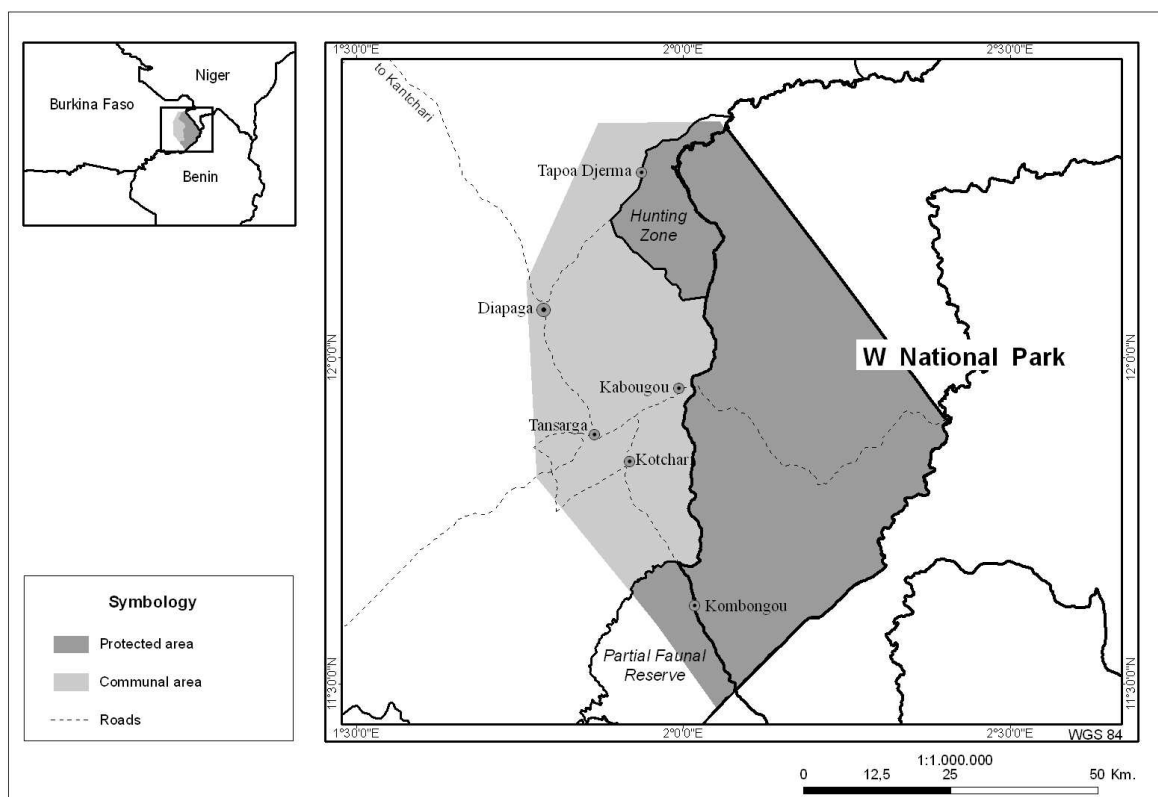 Niger
Burkina Faso
Benin
Symbology
Protected area
Communal area
Roads
1°30'0"E
2°0'0"E
2°30'0"E
to Kantchari
Tapoa Djerma
Hunting
Zone
Diapaga
12°0'0"N
12°0'0"N
W National Park
Kabougou
Tansarga
Kotchari
Kombongou
Partial Faunal
Reserve
11°30'0"N
11°30'0"N
WGS 84
1°30'0"E
2°0'0"E
2°30'0"E
1:1.000.000
0 12,5 25 50 Km.